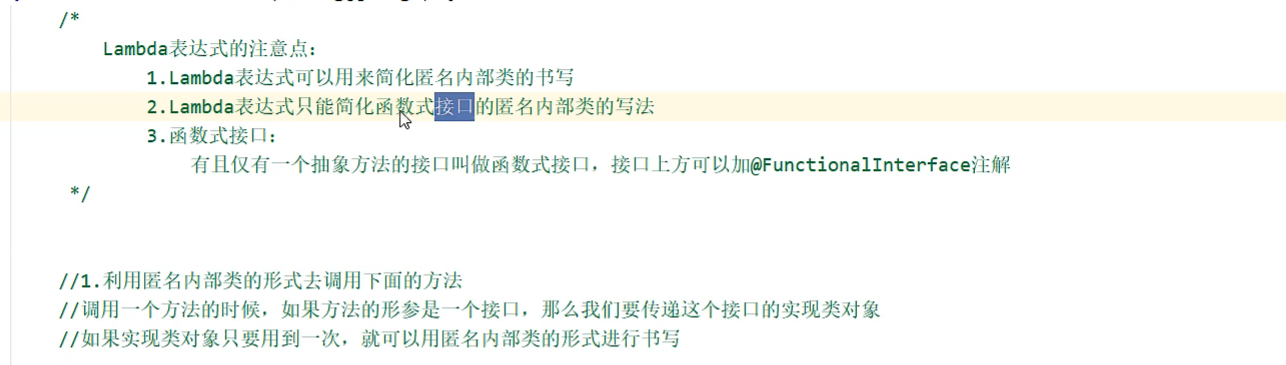 /*
Lambda表达式的注意点:
1.Lambda表达式可以用来简化匿名内部类的书写
2.Lambda表达式只能简化函数式接口的匿名内部类的写法
3.函数式接口:
有且仅有一个抽象方法的接口叫做函数式接口，接口上方可以加@FunctionalInterface注解
*/
//1.利用匿名内部类的形式去调用下面的方法
//调用一个方法的时候，如果方法的形参是一个接口，那么我们要传递这个接口的实现类对象
//如果实现类对象只要用到一次，就可以用匿名内部类的形式进行书写